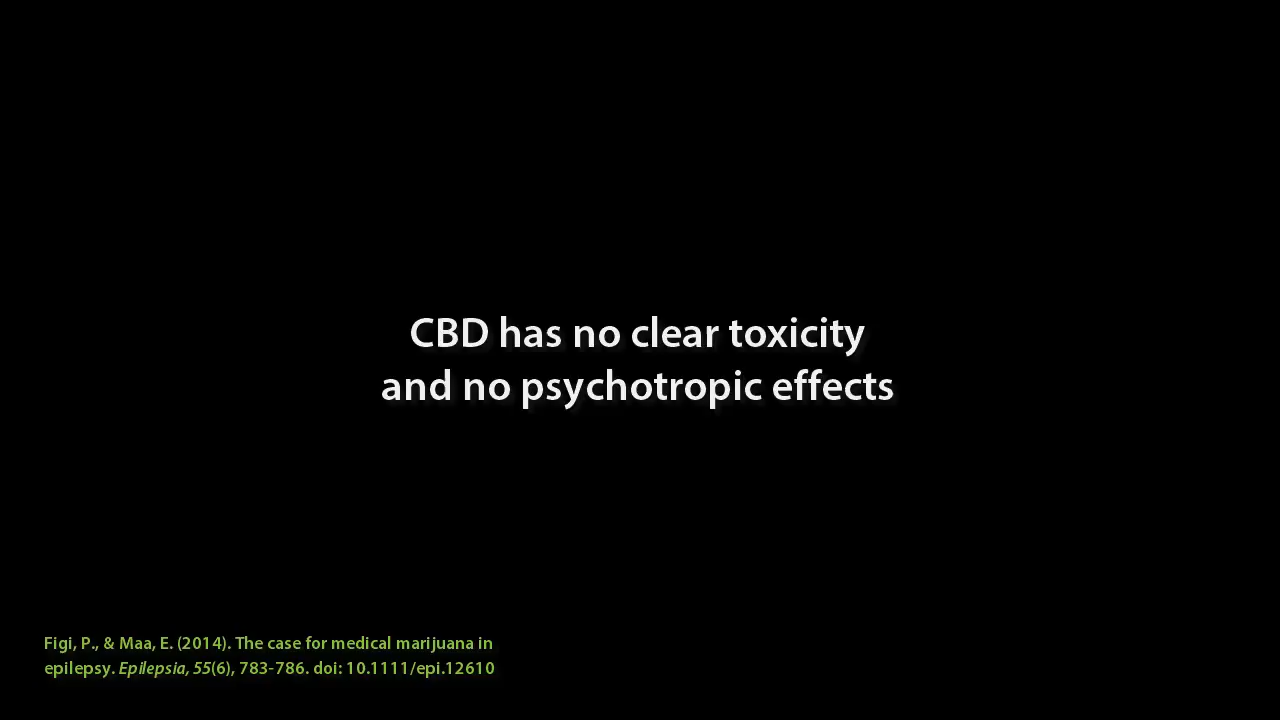 CBD has no clear toxicity
and no psychotropic effects
Figi, P., & Maa, E. (2014). The case for medical marijuana in
epilepsy. Epilepsia, 55(6), 783-786. doi: 10.1111/epi.12610